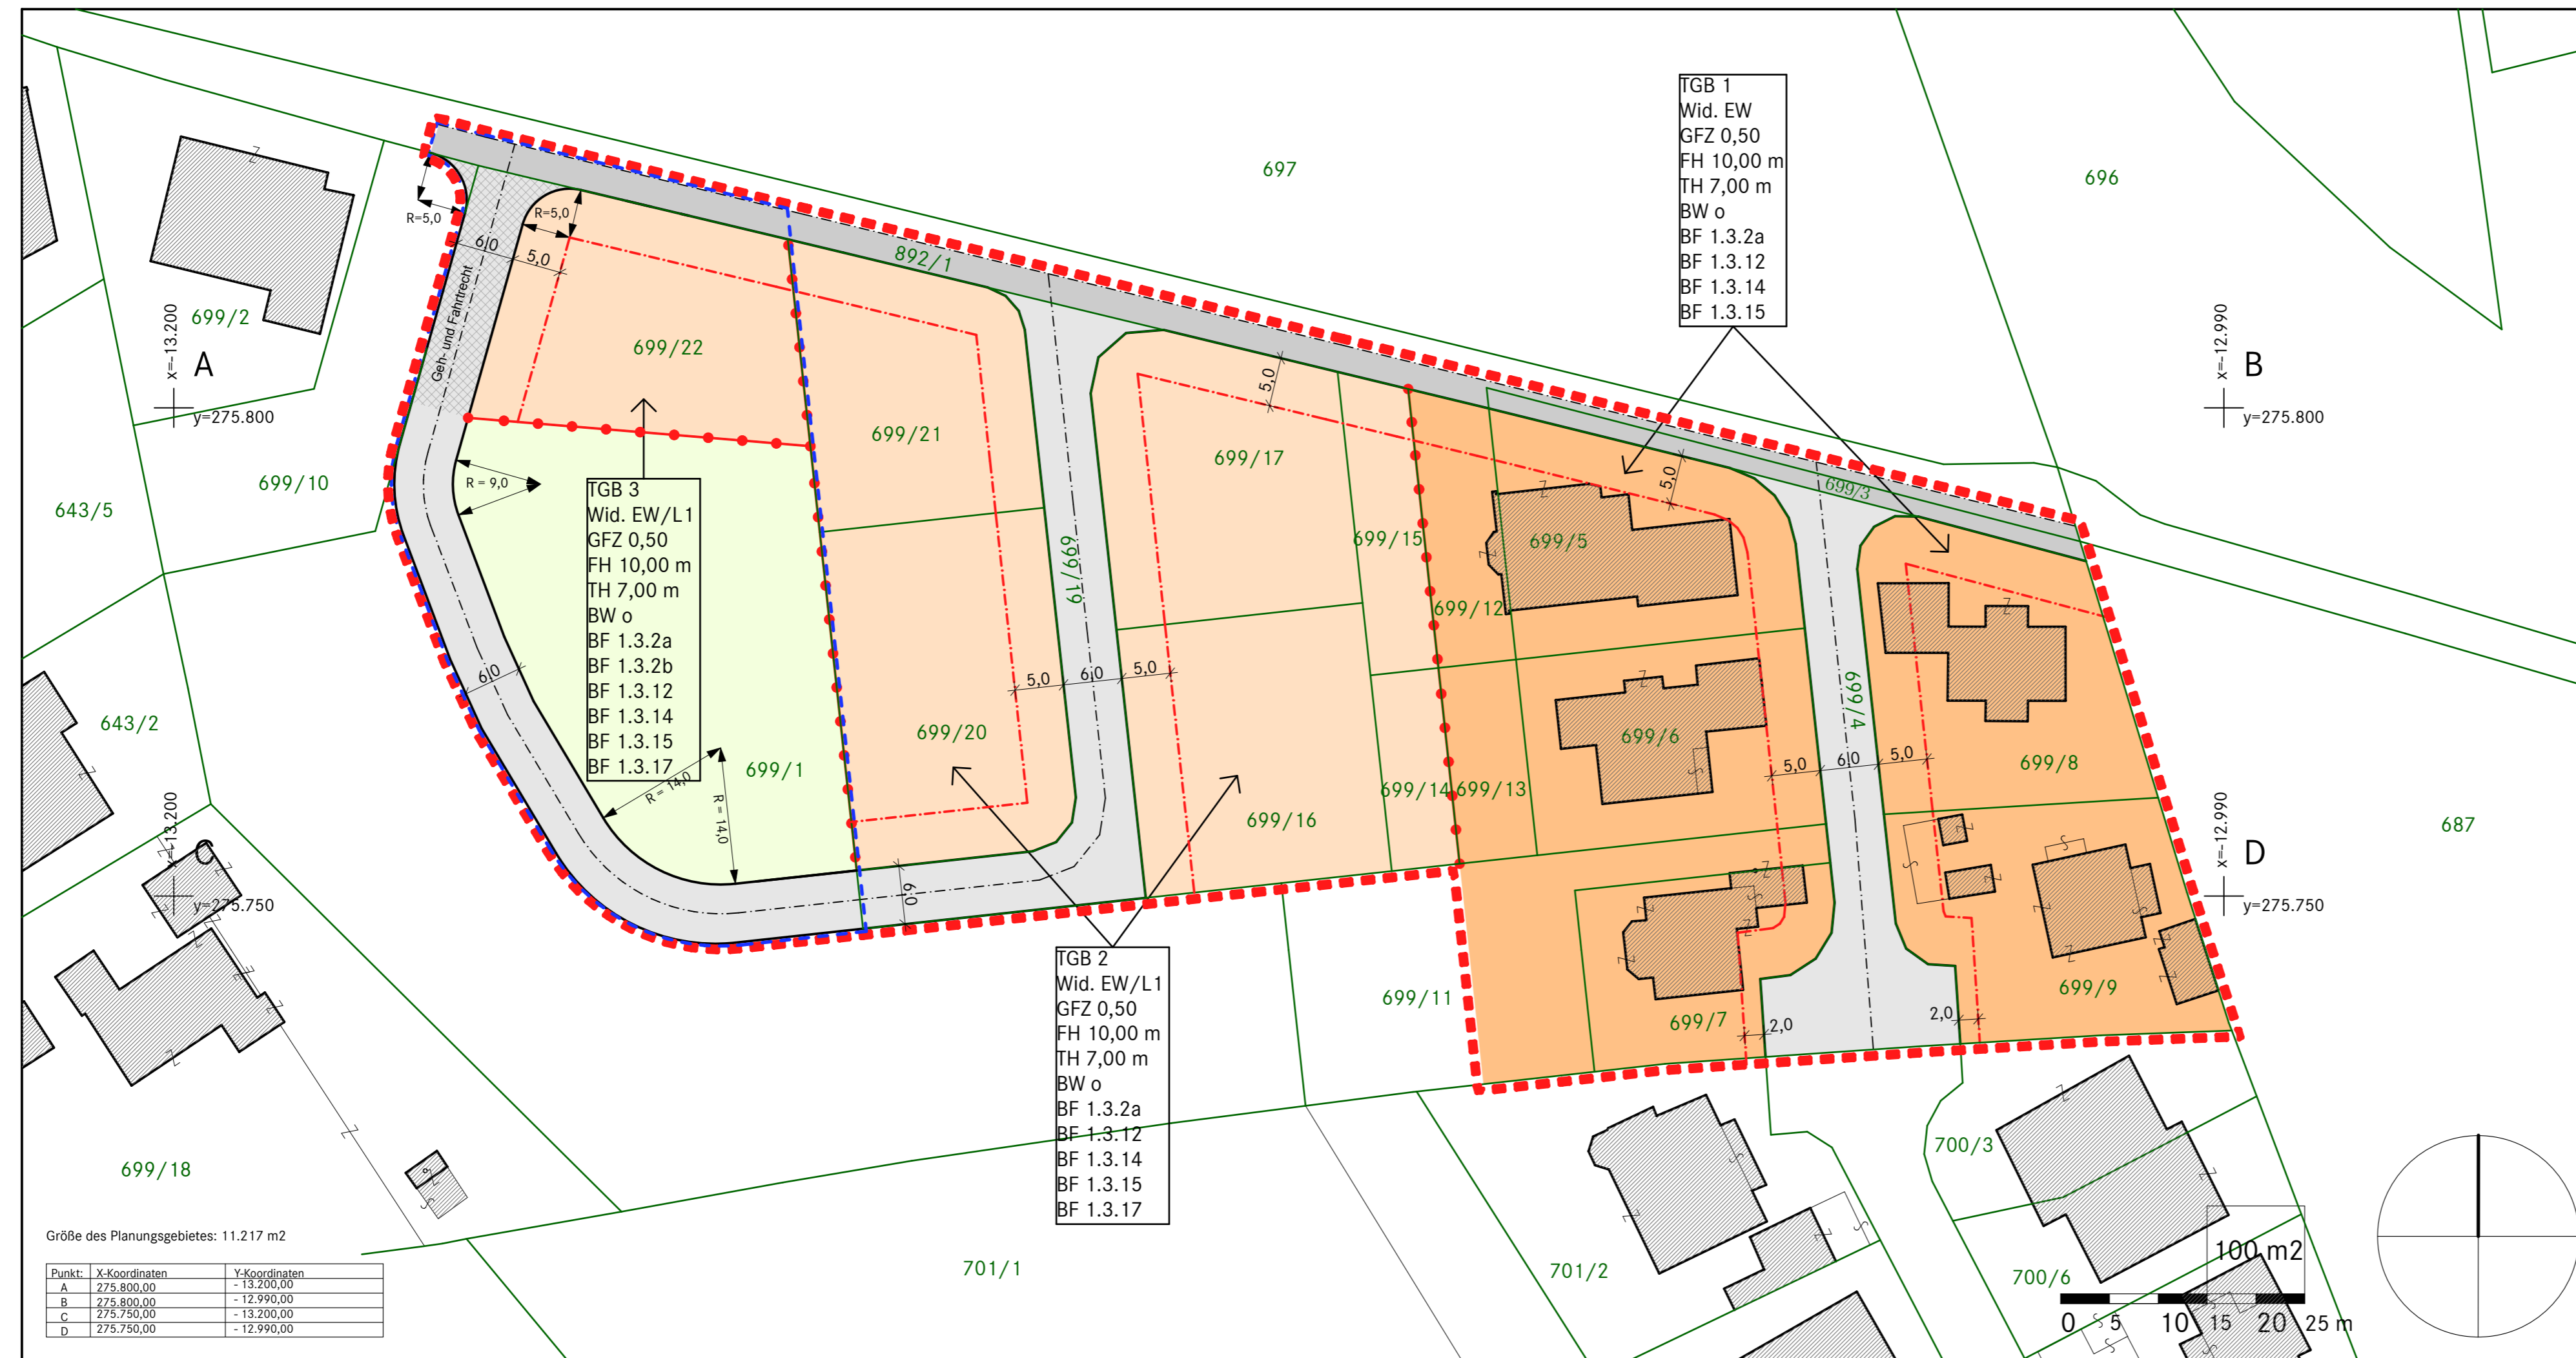 TGB 1
Wid. EW
GFZ 0,50
FH 10,00 m
TH 7,00 m
BW o
BF 1.3.2a
BF 1.3.12
BF 1.3.14
BF 1.3.15
697
696
R=5,0
R=5,0
6,0
5,0
Geh- und Fahrtrecht
892/1
699/2
x=-13.200
A
y=275.800
x=-12.990
B
y=275.800
699/22
5,0
699/21
699/17
699/10
643/5
R = 9,0
5,0
699/3
699/15
699/5
699/19
699/12
TGB 3
Wid. EW/L1
GFZ 0,50
FH 10,00 m
TH 7,00 m
BW o
BF 1.3.2a
BF 1.3.2b
BF 1.3.12
BF 1.3.14
BF 1.3.15
BF 1.3.17
6,0
5,0
6,0
5,0
699/4
643/2
699/20
699/6
5,0
6,0
5,0
699/8
699/1
R = 14,0
R = 14,0
699/14
699/13
699/16
687
x=-13.200
C
y=275.750
x=-12.990
D
y=275.750
6,0
699/11
699/7
2,0
2,0
699/9
TGB 2
Wid. EW/L1
GFZ 0,50
FH 10,00 m
TH 7,00 m
BW o
BF 1.3.2a
BF 1.3.12
BF 1.3.14
BF 1.3.15
BF 1.3.17
699/18
700/3
701/1
701/2
700/6
Größe des Planungsgebietes: 11.217 m2
Punkt: X-Koordinaten Y-Koordinaten
A 275.800,00 - 13.200,00
B 275.800,00 - 12.990,00
C 275.750,00 - 13.200,00
D 275.750,00 - 12.990,00
100 m2
0 5 10 15 20 25 m